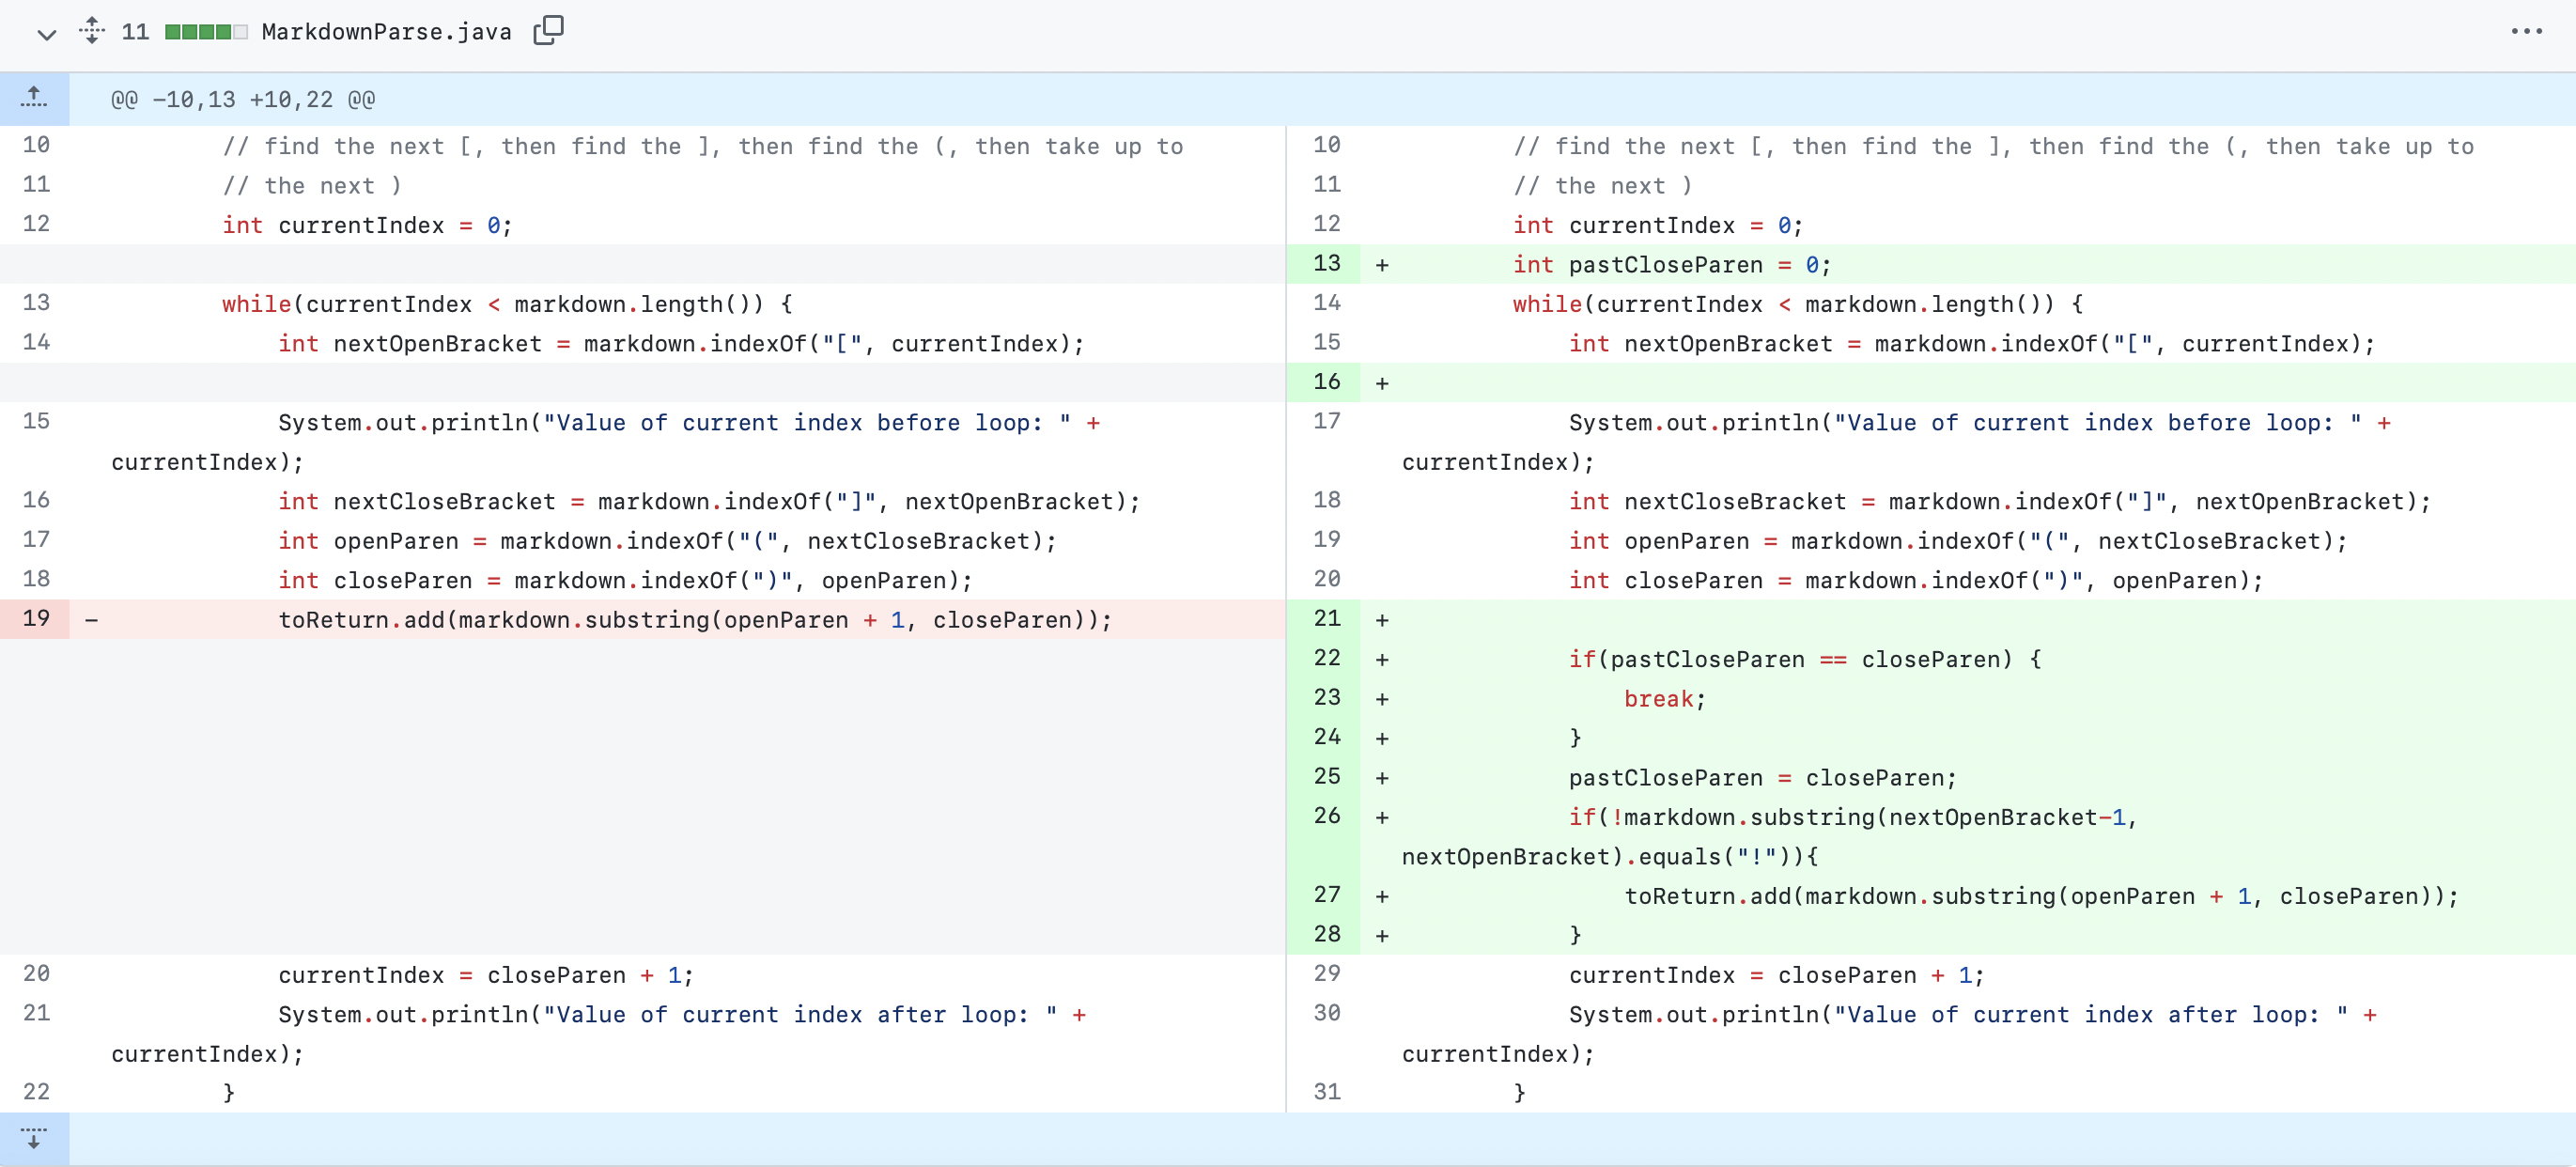 11 MarkdownParse.java
@@ -10,13 +10,22 @@
10 // find the next [, then find the ], then find the (, then take up to
11 // the next )
12 int currentIndex = 0;
13 while(currentIndex < markdown.length()) {
14 int nextOpenBracket = markdown.indexOf("[", currentIndex);
15 System.out.println("Value of current index before loop: " +
currentIndex);
16 int nextCloseBracket = markdown.indexOf("]", nextOpenBracket);
17 int openParen = markdown.indexOf("(", nextCloseBracket);
18 int closeParen = markdown.indexOf(")", openParen);
19 - toReturn.add(markdown.substring(openParen + 1, closeParen));
20 currentIndex = closeParen + 1;
21 System.out.println("Value of current index after loop: " +
currentIndex);
22 }
10 // find the next [, then find the ], then find the (, then take up to
11 // the next )
12 int currentIndex = 0;
13 + int pastCloseParen = 0;
14 while(currentIndex < markdown.length()) {
15 int nextOpenBracket = markdown.indexOf("[", currentIndex);
16 +
17 System.out.println("Value of current index before loop: " +
currentIndex);
18 int nextCloseBracket = markdown.indexOf("]", nextOpenBracket);
19 int openParen = markdown.indexOf("(", nextCloseBracket);
20 int closeParen = markdown.indexOf(")", openParen);
21 +
22 + if(pastCloseParen == closeParen) {
23 + break;
24 + }
25 + pastCloseParen = closeParen;
26 + if(!markdown.substring(nextOpenBracket-1,
nextOpenBracket).equals("!")){
27 + toReturn.add(markdown.substring(openParen + 1, closeParen));
28 + }
29 currentIndex = closeParen + 1;
30 System.out.println("Value of current index after loop: " +
currentIndex);
31 }